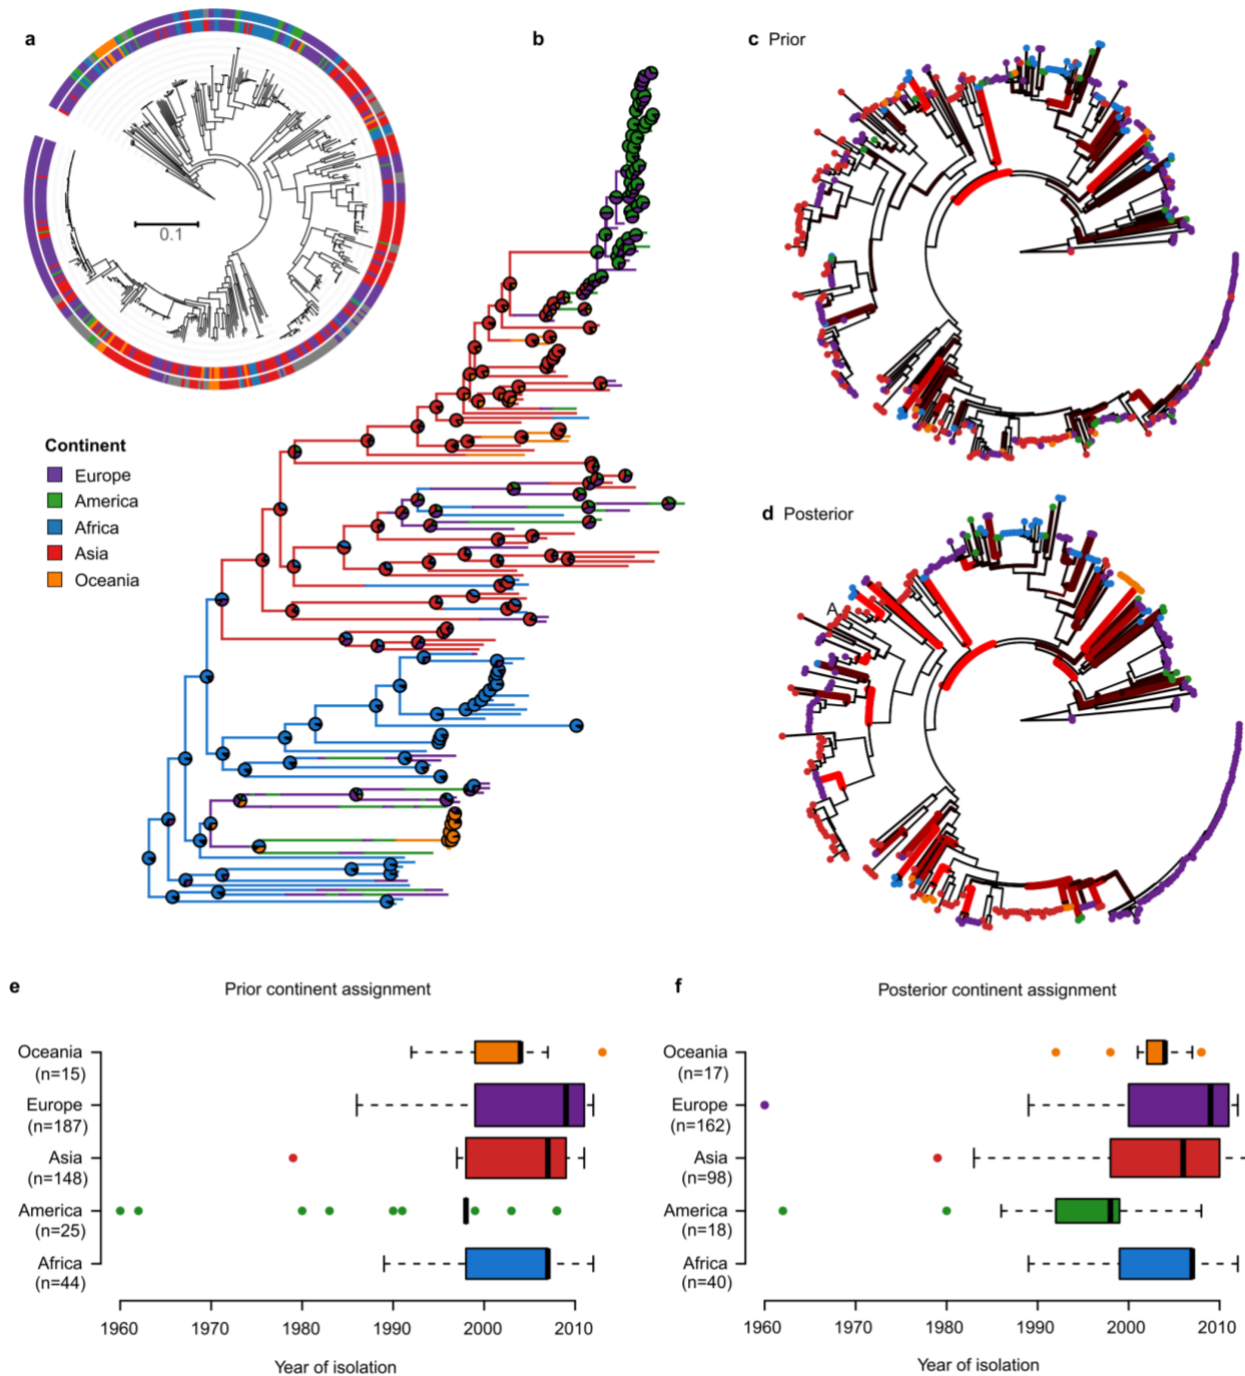 a
b
c Prior
0.1
Continent
Europe
America
Africa
Asia
Oceania
d Posterior
A
e
Prior continent assignment
Oceania
(n=15)
Europe
(n=187)
Asia
(n=148)
America
(n=25)
Africa
(n=44)
1960 1970 1980 1990 2000 2010
Year of isolation
f
Posterior continent assignment
Oceania
(n=17)
Europe
(n=162)
Asia
(n=98)
America
(n=18)
Africa
(n=40)
1960 1970 1980 1990 2000 2010
Year of isolation